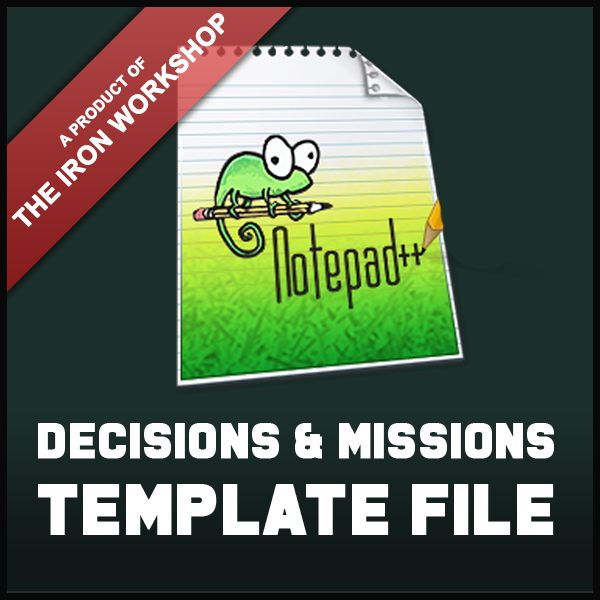 A PRODUCT OF
THE IRON WORKSHOP
Notepad++
DECISIONS & MISSIONS
TEMPLATE FILE